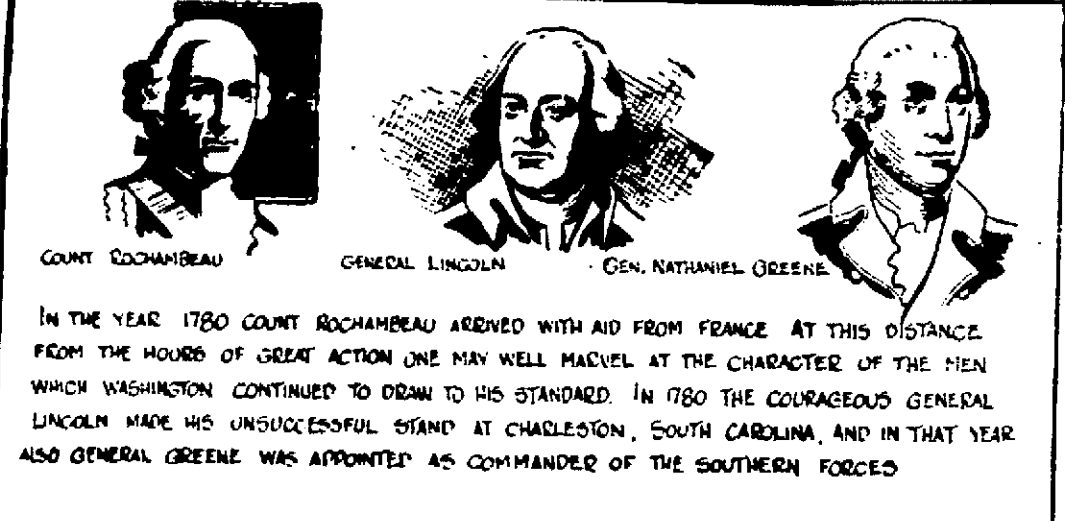 COUNT ROCHAMBEAU
GENERAL LINCOLN
GEN. NATHANIEL GREENE
IN THE YEAR 1780 COUNT ROCHAMBEAU ARRIVED WITH AID FROM FRANCE AT THIS DISTANCE
FROM THE HOURS OF GREAT ACTION ONE MAY WELL MARVEL AT THE CHARACTER OF THE MEN
WHICH WASHINGTON CONTINUED TO DRAW TO HIS STANDARD. IN 1780 THE COURAGEOUS GENERAL
LINCOLN MADE HIS UNSUCCESSFUL STAND AT CHARLESTON, SOUTH CAROLINA, AND IN THAT YEAR
ALSO GENERAL GREENE WAS APPOINTED AS COMMANDER OF THE SOUTHERN FORCES